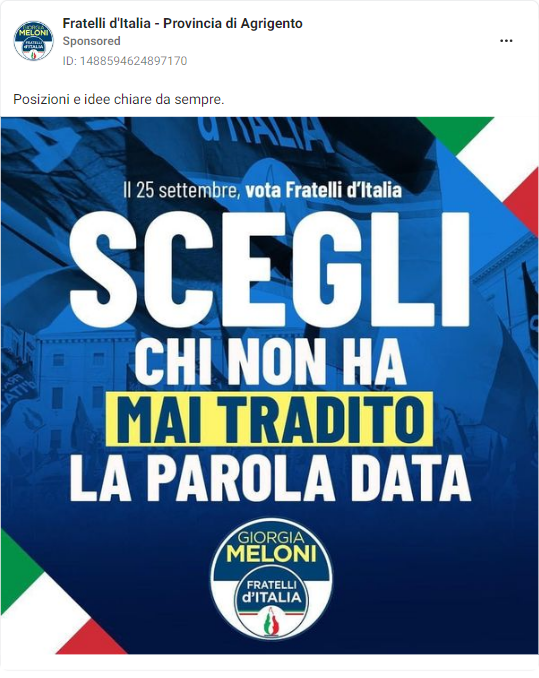 Fratelli d'Italia - Provincia di Agrigento
Sponsored
ID: 1488594624897170
Posizioni e idee chiare da sempre.
d'ITALIA
Il 25 settembre, vota Fratelli d'Italia
SCEGLI
CHI NON HA
MAI TRADITO
LA PAROLA DATA
GIORGIA
MELONI
FRATELLI
d'ITALIA